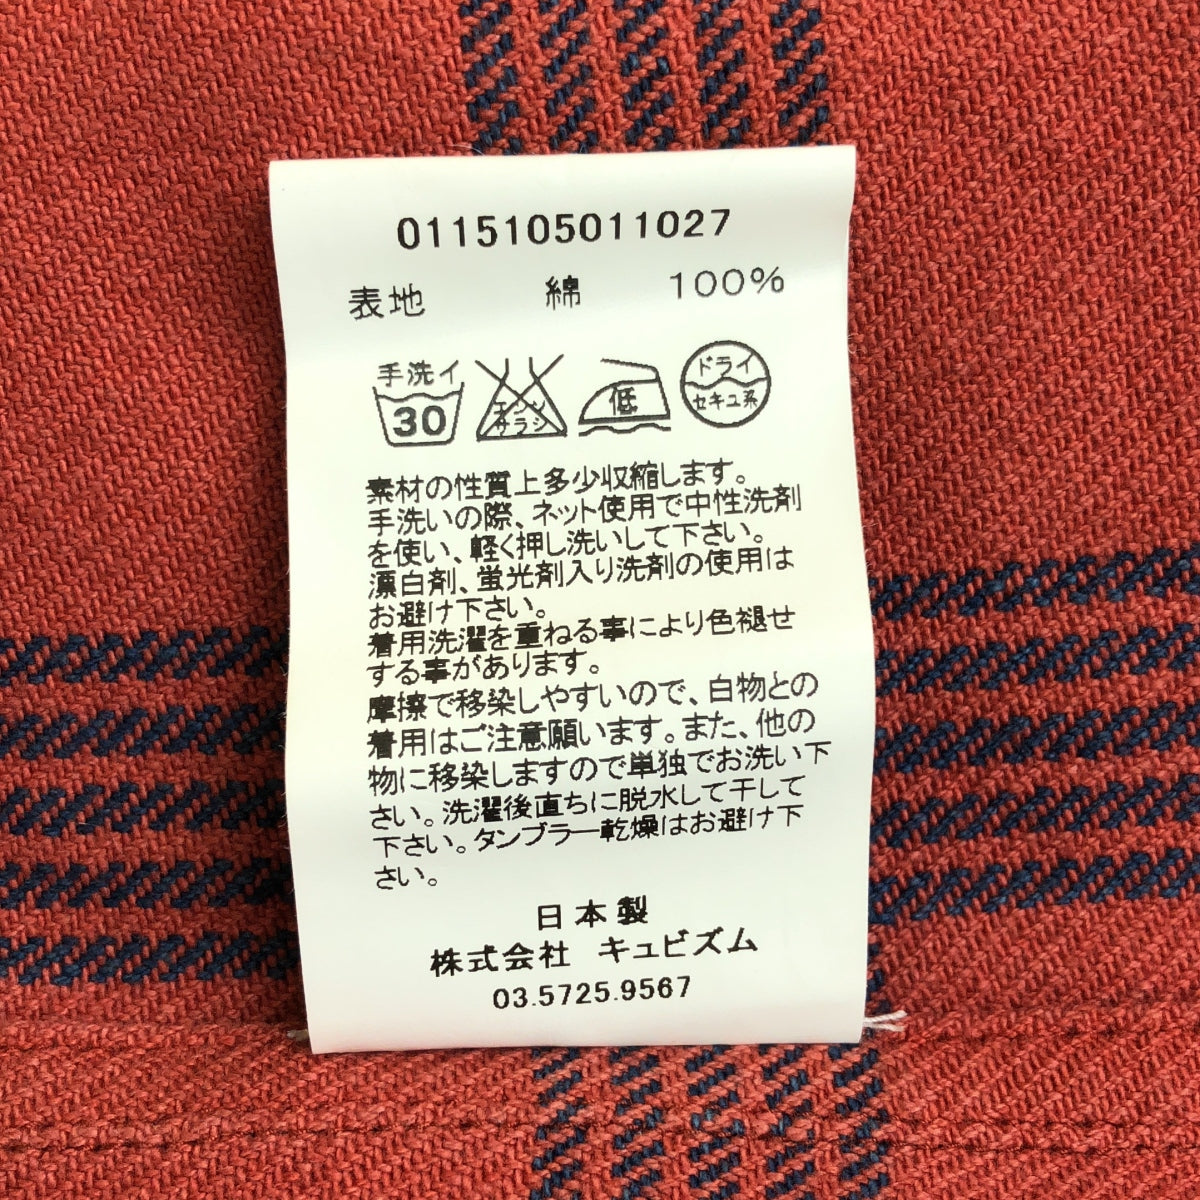 0115105011027
表地 綿 100%
手洗イ 30 エンソ サラシ 低 ドライ セキユ系
素材の性質上多少収縮します。
手洗いの際、ネット使用で中性洗剤
を使い、軽く押し洗いして下さい。
漂白剤、蛍光剤入り洗剤の使用は
お避け下さい。
着用洗濯を重ねる事により色褪せ
する事があります。
摩擦で移染しやすいので、白物との
着用はご注意願います。また、他の
物に移染しますので単独でお洗い下
さい。洗濯後直ちに脱水して干して
下さい。タンブラー乾燥はお避け下
さい。
日本製
株式会社 キュビズム
03.5725.9567